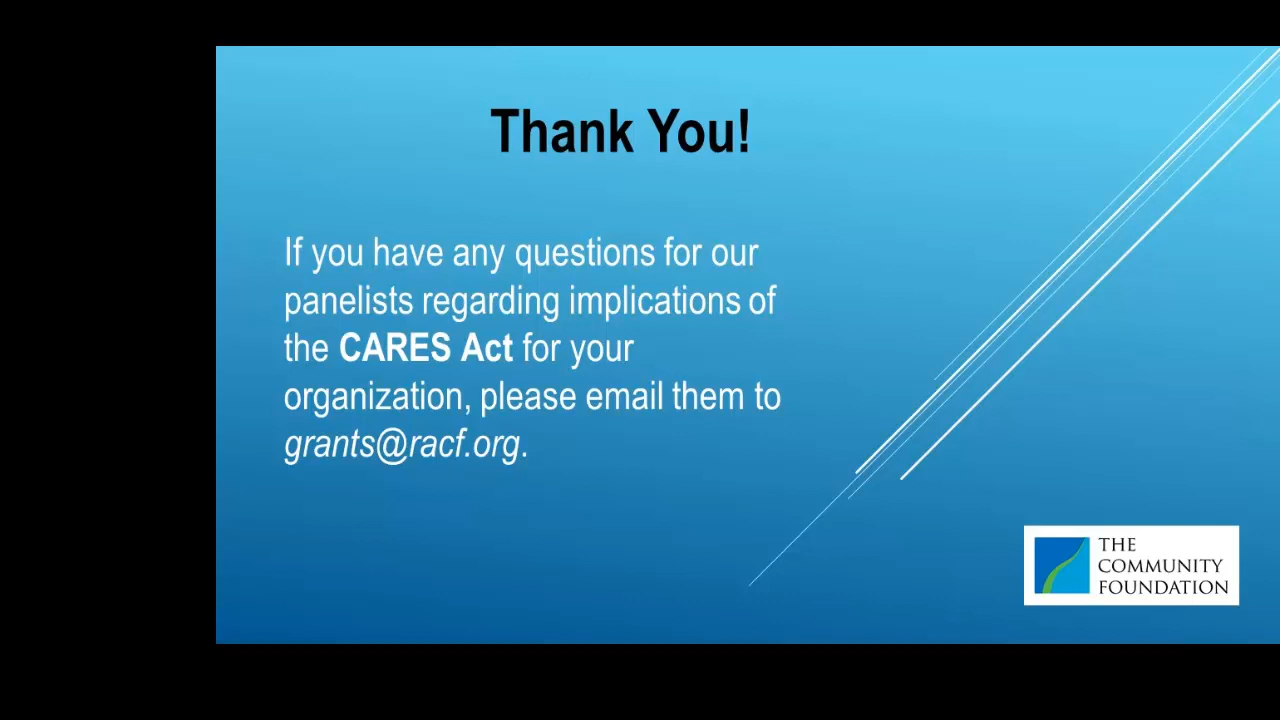 Thank You!
If you have any questions for our
panelists regarding implications of
the CARES Act for your
organization, please email them to
grants@racf.org.
THE
COMMUNITY
FOUNDATION